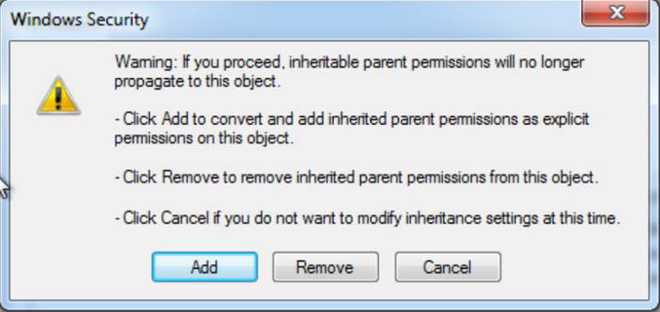 Windows Security
Warning: If you proceed, inheritable parent permissions will no longer
propagate to this object.
- Click Add to convert and add inherited parent permissions as explicit
permissions on this object.
- Click Remove to remove inherited parent permissions from this object.
- Click Cancel if you do not want to modify inheritance settings at this time.
Add Remove Cancel